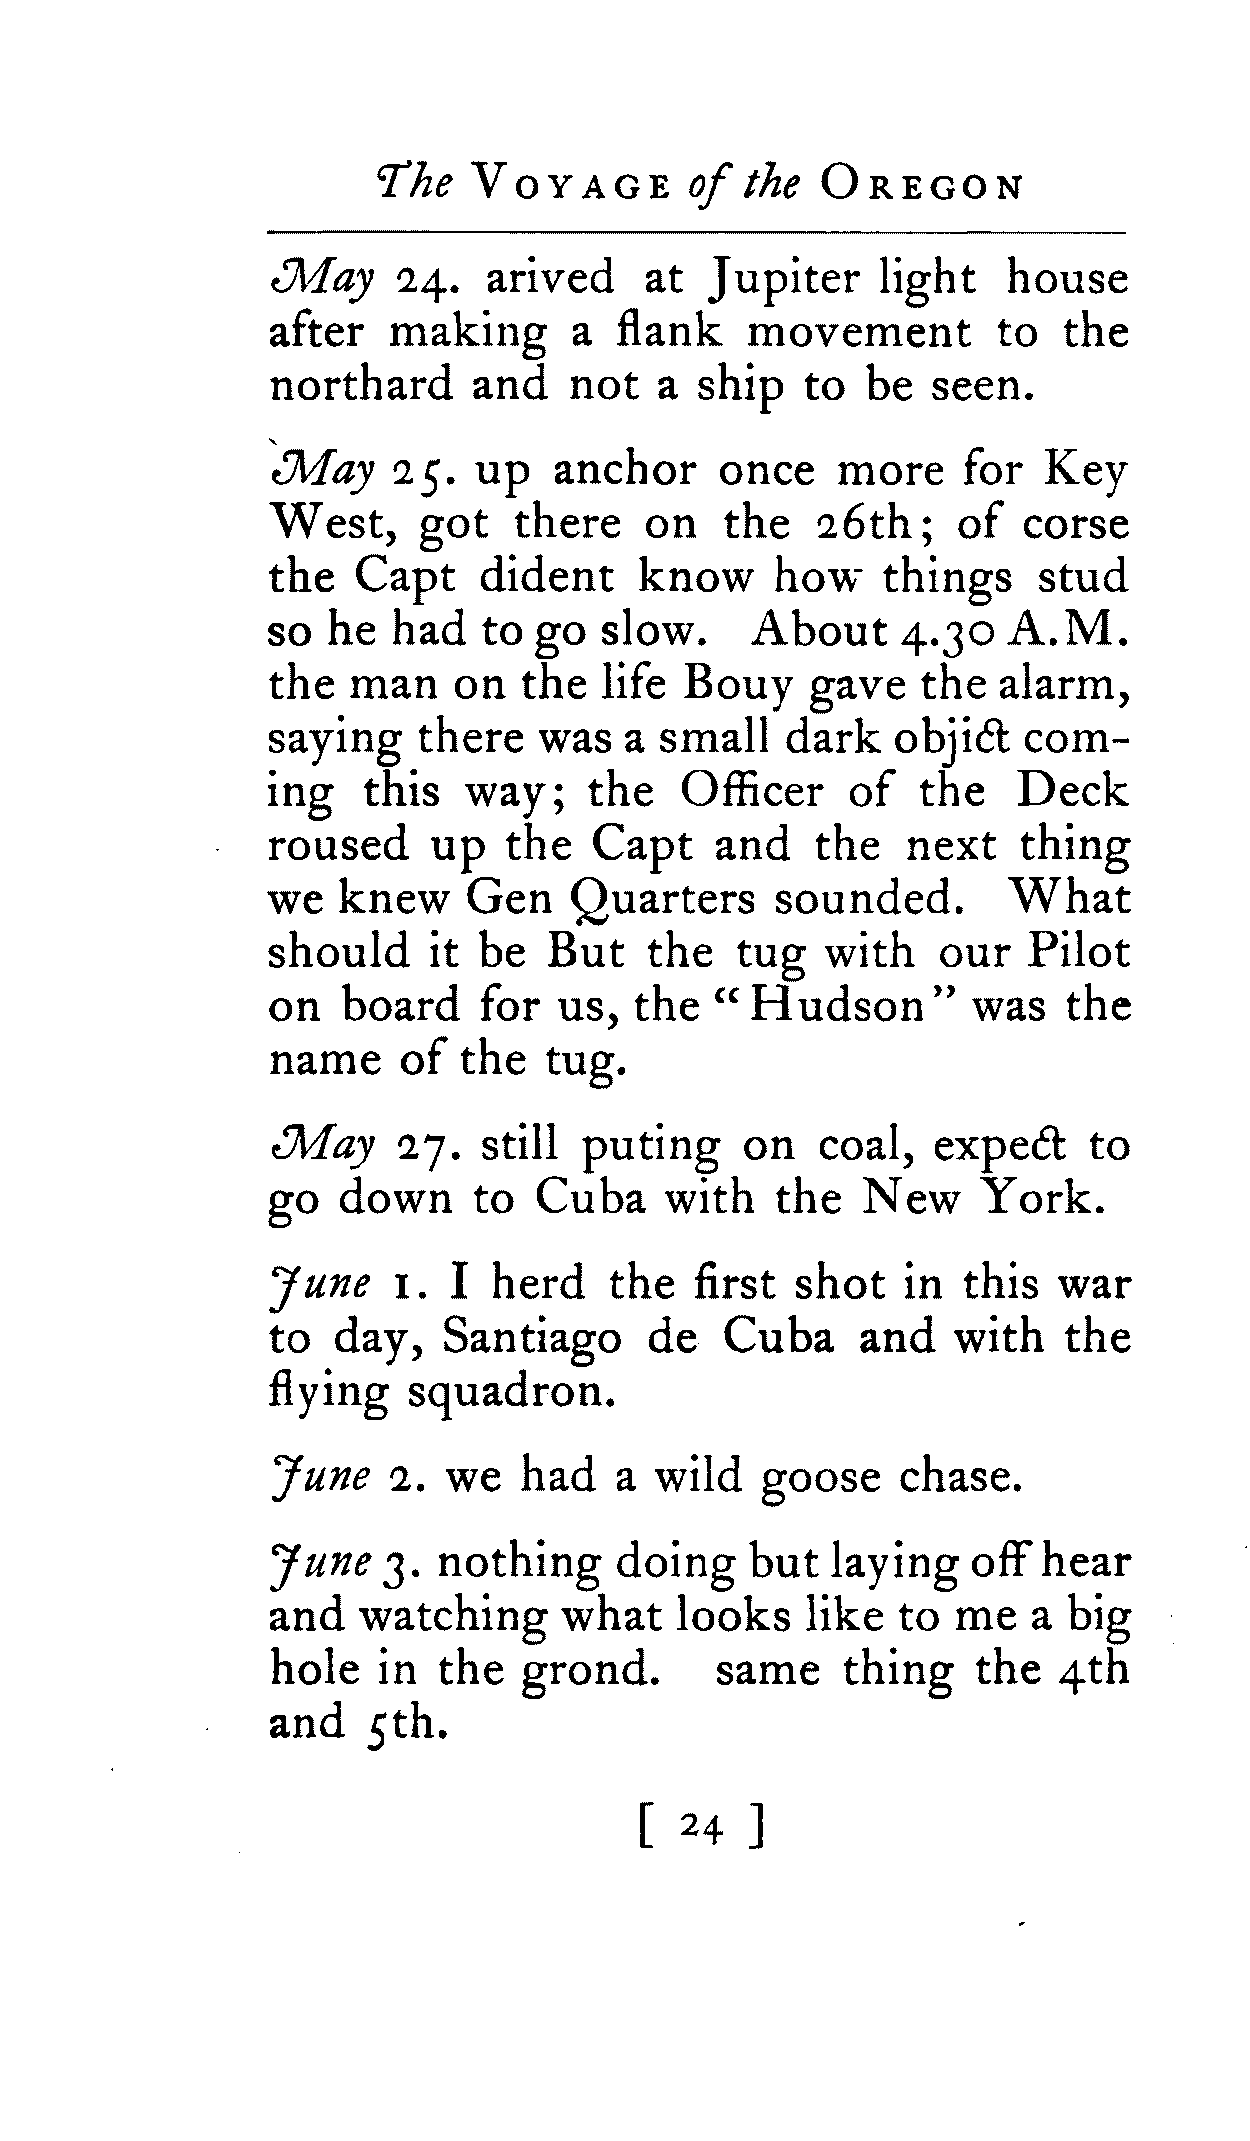 The VOYAGE of the OREGON
May 24. arived at Jupiter light house
after making a flank movement to the
northard and not a ship to be seen.
May 25. up anchor once more for Key
West, got there on the 26th; of corse
the Capt dident know how things stud
so he had to go slow. About 4.30 A.M.
the man on the life Bouy gave the alarm,
saying there was a small dark objict com-
ing this way; the Officer of the Deck
roused up the Capt and the next thing
we knew Gen Quarters sounded. What
should it be But the tug with our Pilot
on board for us, the "Hudson" was the
name of the tug.
May 27. still puting on coal, expect to
go down to Cuba with the New York.
June 1. I herd the first shot in this war
to day, Santiago de Cuba and with the
flying squadron.
June 2. we had a wild goose chase.
June 3. nothing doing but laying off hear
and watching what looks like to me a big
hole in the grond. same thing the 4th
and 5th.
[ 24 ]